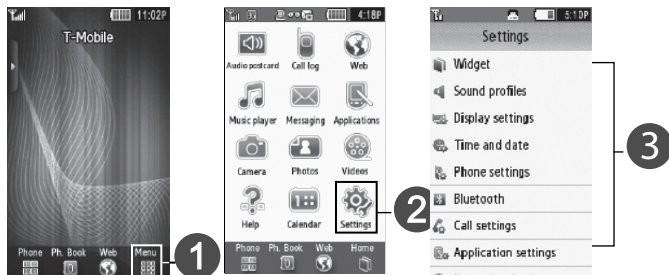 11:02P
T-Mobile
Phone Ph. Book Web Menu
1
4:18P
Audio postcard Call log Web
Music player Messaging Applications
Camera Photos Videos
Help Calendar Settings
Phone Ph. Book Web Home
2
5:10P
Settings
Widget
Sound profiles
Display settings
Time and date
Phone settings
Bluetooth
Call settings
Application settings
3